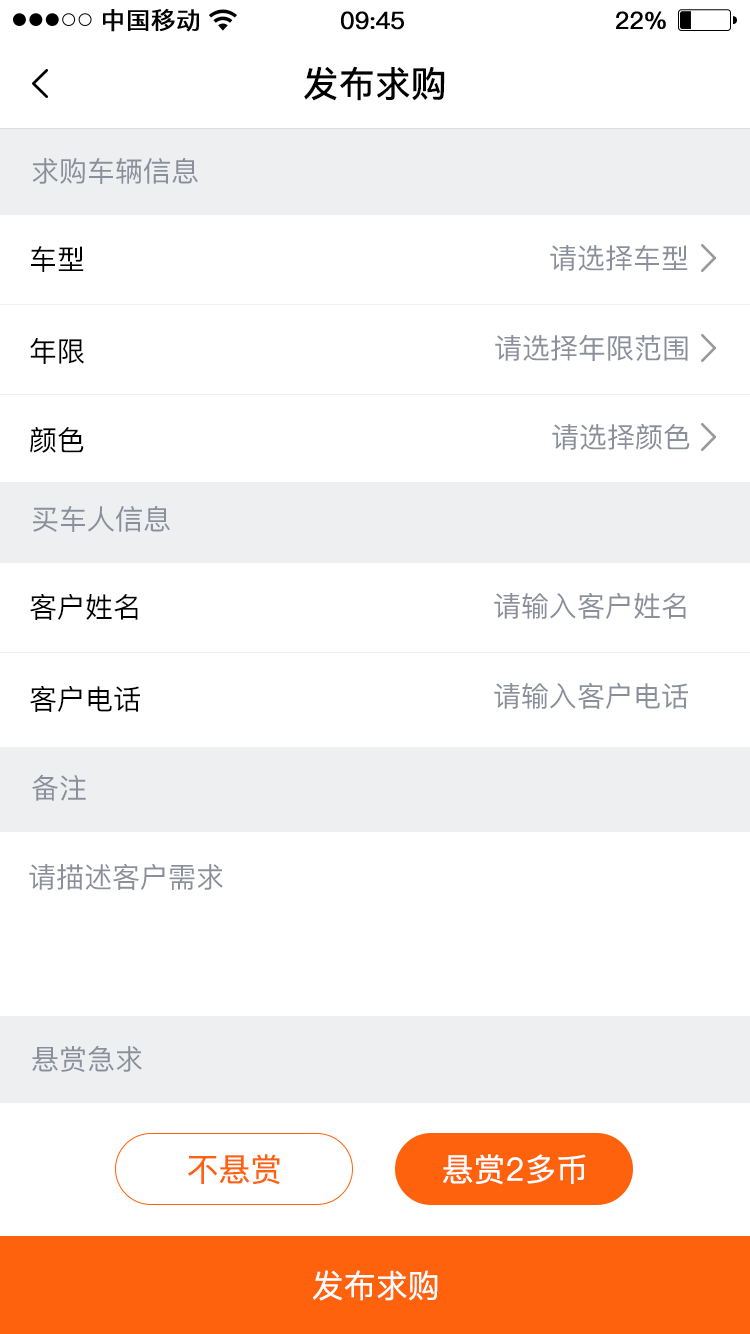 中国移动 09:45 22%
发布求购
求购车辆信息
车型 请选择车型
年限 请选择年限范围
颜色 请选择颜色
买车人信息
客户姓名 请输入客户姓名
客户电话 请输入客户电话
备注
请描述客户需求
悬赏急求
不悬赏 悬赏2多币
发布求购